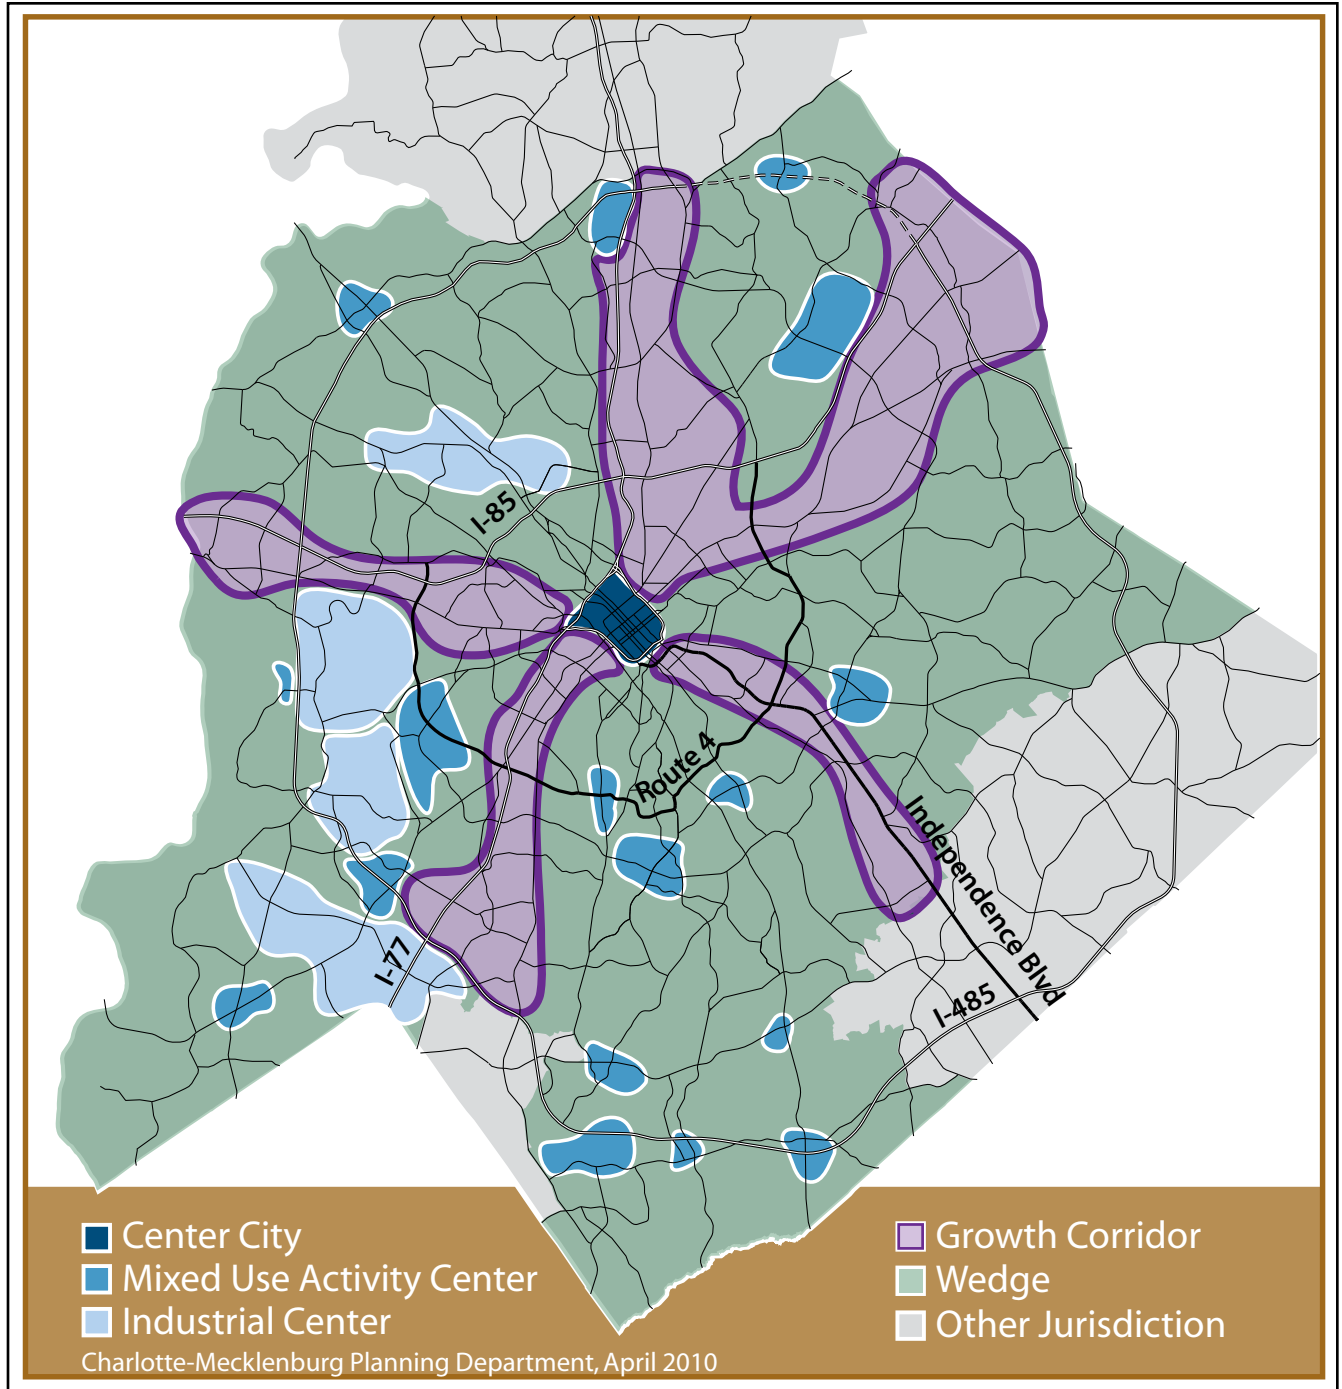 I-85
Route 4
Independence Blvd
I-77
I-485
Center City
Mixed Use Activity Center
Industrial Center
Growth Corridor
Wedge
Other Jurisdiction
Charlotte-Mecklenburg Planning Department, April 2010